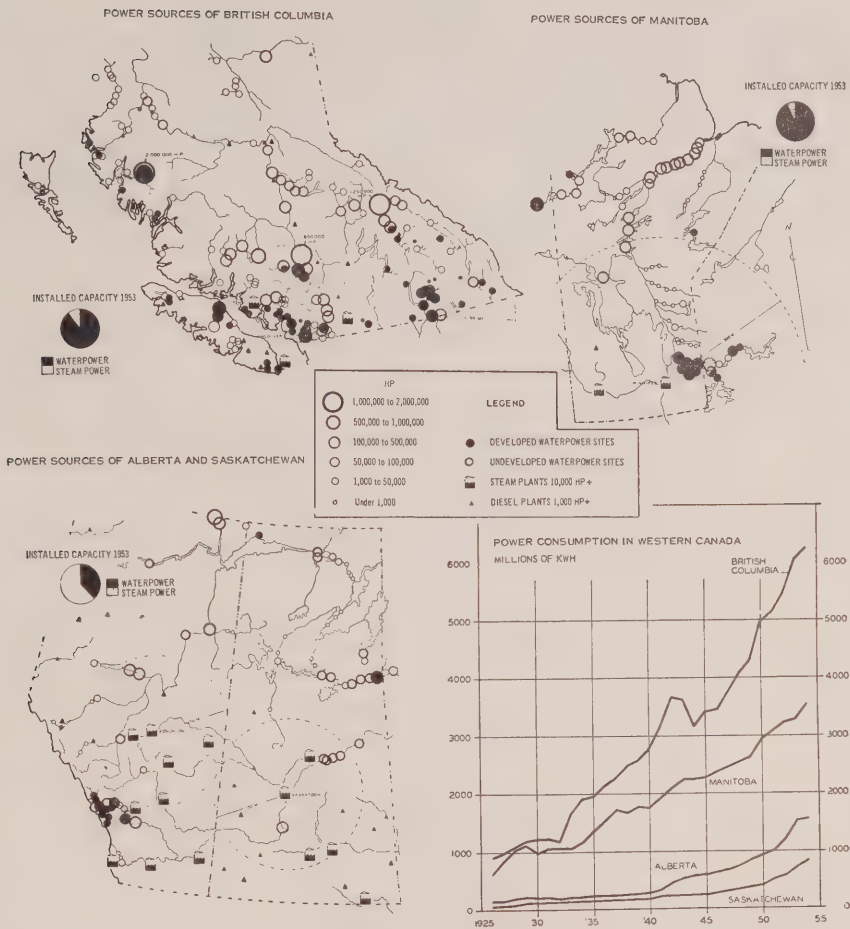 POWER SOURCES OF BRITISH COLUMBIA
POWER SOURCES OF MANITOBA
INSTALLED CAPACITY 1953
WATERPOWER
STEAM POWER
INSTALLED CAPACITY 1953
WATERPOWER
STEAM POWER
N
HP
LEGEND
1,000,000 to 2,000,000
500,000 to 1,000,000
100,000 to 500,000
50,000 to 100,000
1,000 to 50,000
Under 1,000
DEVELOPED WATERPOWER SITES
UNDEVELOPED WATERPOWER SITES
STEAM PLANTS 10,000 HP +
DIESEL PLANTS 1,000 HP+
POWER SOURCES OF ALBERTA AND SASKATCHEWAN
INSTALLED CAPACITY 1953
WATERPOWER
STEAM POWER
POWER CONSUMPTION IN WESTERN CANADA
MILLIONS OF KWH
BRITISH
COLUMBIA
MANITOBA
ALBERTA
SASKATCHEWAN
6000
5000
4000
3000
2000
1000
0
6000
5000
4000
3000
2000
1000
0
1925
'30
'35
'40
45
50
55